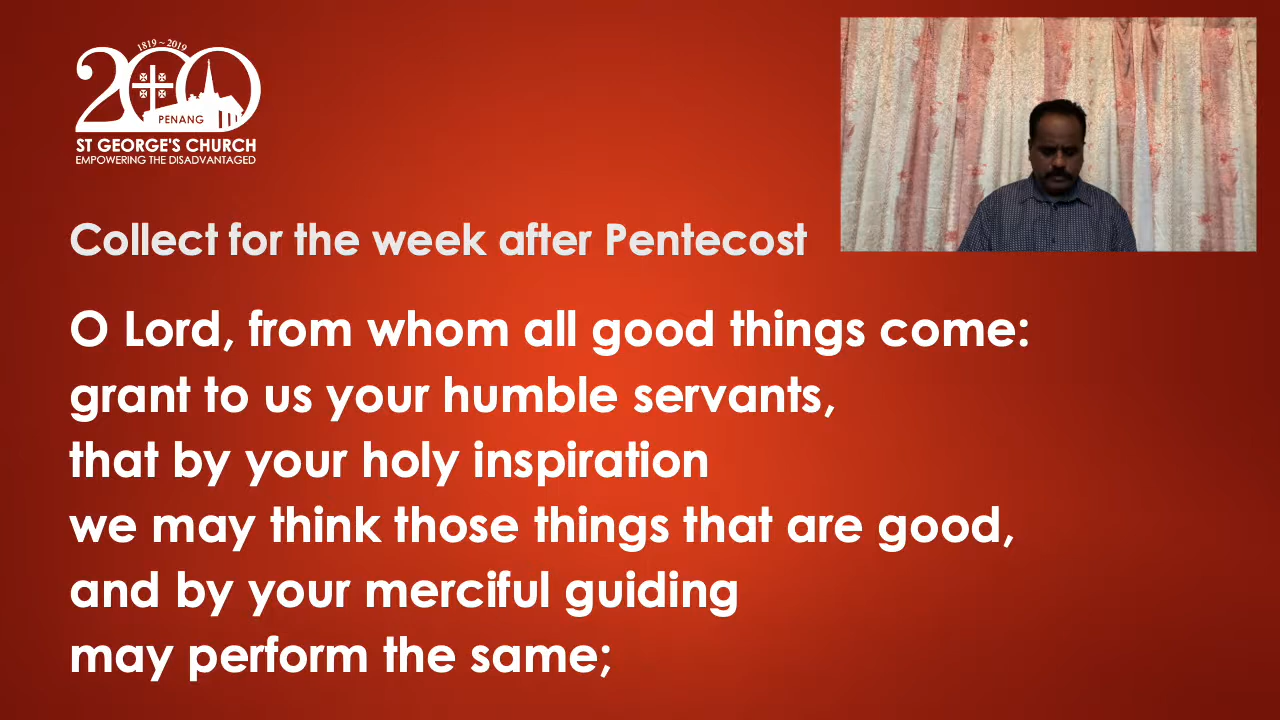 1819 ~ 2019
200
PENANG
ST GEORGE'S CHURCH
EMPOWERING THE DISADVANTAGED
Collect for the week after Pentecost
O Lord, from whom all good things come:
grant to us your humble servants,
that by your holy inspiration
we may think those things that are good,
and by your merciful guiding
may perform the same;